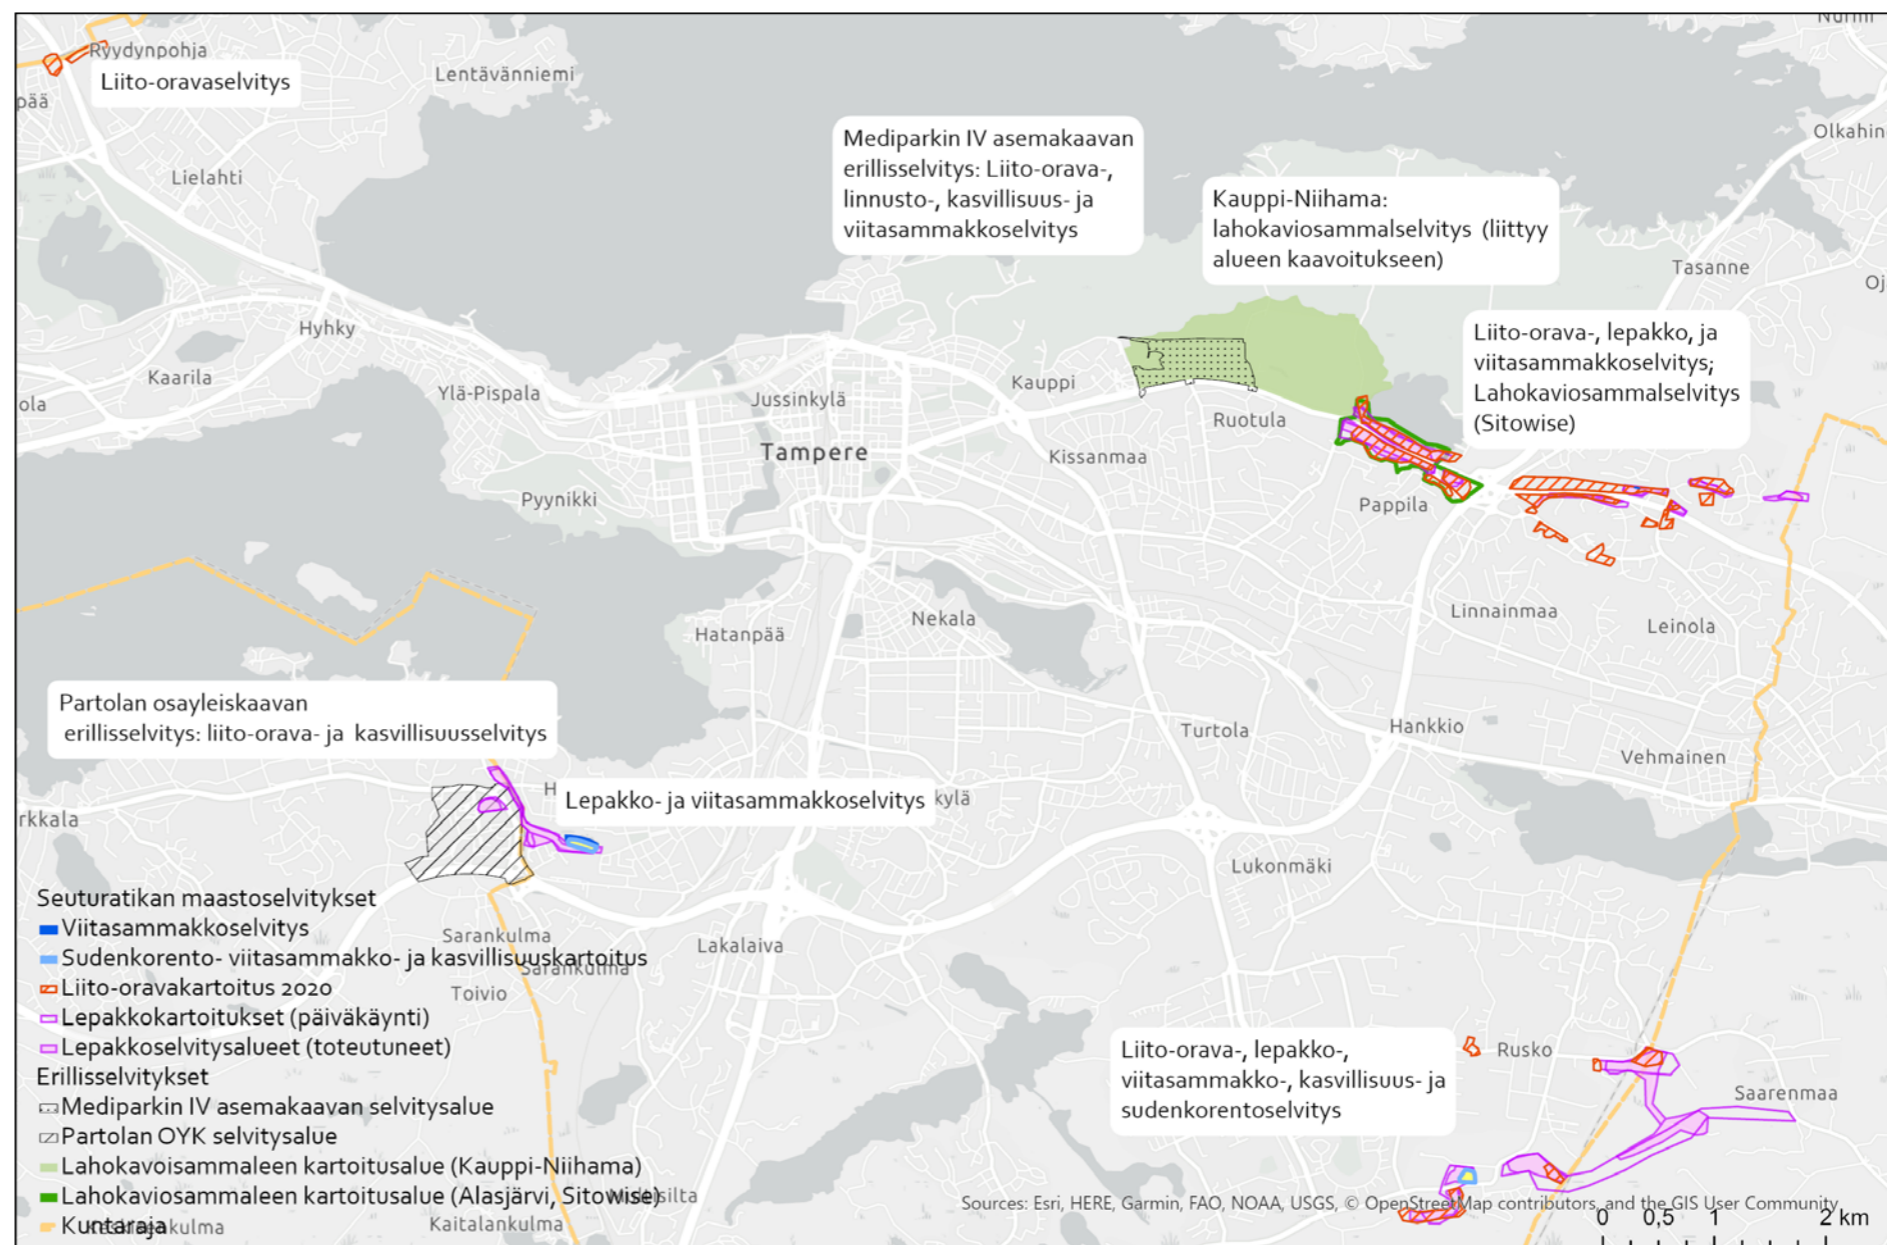 Nurmi
Ryydynpohja
Lentävänniemi
Liito-oravaselvitys
pää
Olkahin
Mediparkin IV asemakaavan
erillisselvitys: Liito-orava-,
linnusto-, kasvillisuus- ja
viitasammakkoselvitys
Lielahti
Kauppi-Niihama:
lahokaviosammalselvitys (liittyy
alueen kaavoitukseen)
Tasanne
Oj
Hyhky
Liito-orava-, lepakko, ja
viitasammakkoselvitys;
Lahokaviosammalselvitys
(Sitowise)
Kaarila
Ylä-Pispala
Jussinkylä
Kauppi
ola
Ruotula
Tampere
Kissanmaa
Pyynikki
Pappila
Linnainmaa
Leinola
Nekala
Hatanpää
Partolan osayleiskaavan
erillisselvitys: liito-orava- ja kasvillisuusselvitys
Turtola
Hankkio
Vehmainen
H
Lepakko- ja viitasammakkoselvitys
kylä
rkkala
Lukonmäki
Seuturatikan maastoselvitykset
Viitasammakkoselvitys
Sudenkorento- viitasammakko- ja kasvillisuuskartoitus
Liito-oravakartoitus 2020
Lepakkokartoitukset (päiväkäynti)
Lepakkoselvitysalueet (toteutuneet)
Erillisselvitykset
Mediparkin IV asemakaavan selvitysalue
Partolan OYK selvitysalue
Lahokavoisammaleen kartoitusalue (Kauppi-Niihama)
Lahokaviosammaleen kartoitusalue (Alasjärvi, Sitowise)
Kuntaraja
Sarankulma
Sarankulma
Lakalaiva
Toivio
Liito-orava-, lepakko-,
viitasammakko-, kasvillisuus- ja
sudenkorentoselvitys
Rusko
Saarenmaa
Kaitalankulma
Sources: Esri, HERE, Garmin, FAO, NOAA, USGS, © OpenStreetMap contributors, and the GIS User Community
0 0,5 1 2 km